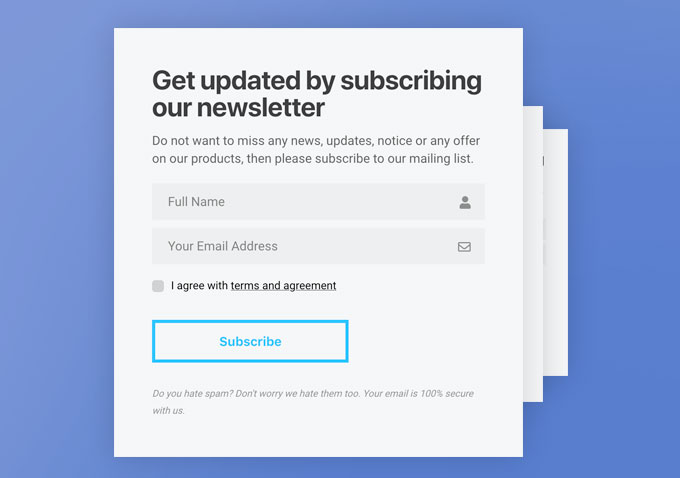 Get updated by subscribing
our newsletter
Do not want to miss any news, updates, notice or any offer
on our products, then please subscribe to our mailing list.
Full Name
Your Email Address
I agree with terms and agreement
Subscribe
Do you hate spam? Don't worry we hate them too. Your email is 100% secure
with us.